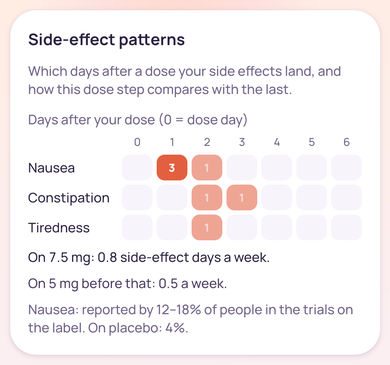 Side-effect patterns
Which days after a dose your side effects land, and
how this dose step compares with the last.
Days after your dose (0 = dose day)
0 1 2 3 4 5 6
Nausea 3 1
Constipation 1 1
Tiredness 1
On 7.5 mg: 0.8 side-effect days a week.
On 5 mg before that: 0.5 a week.
Nausea: reported by 12–18% of people in the trials on
the label. On placebo: 4%.